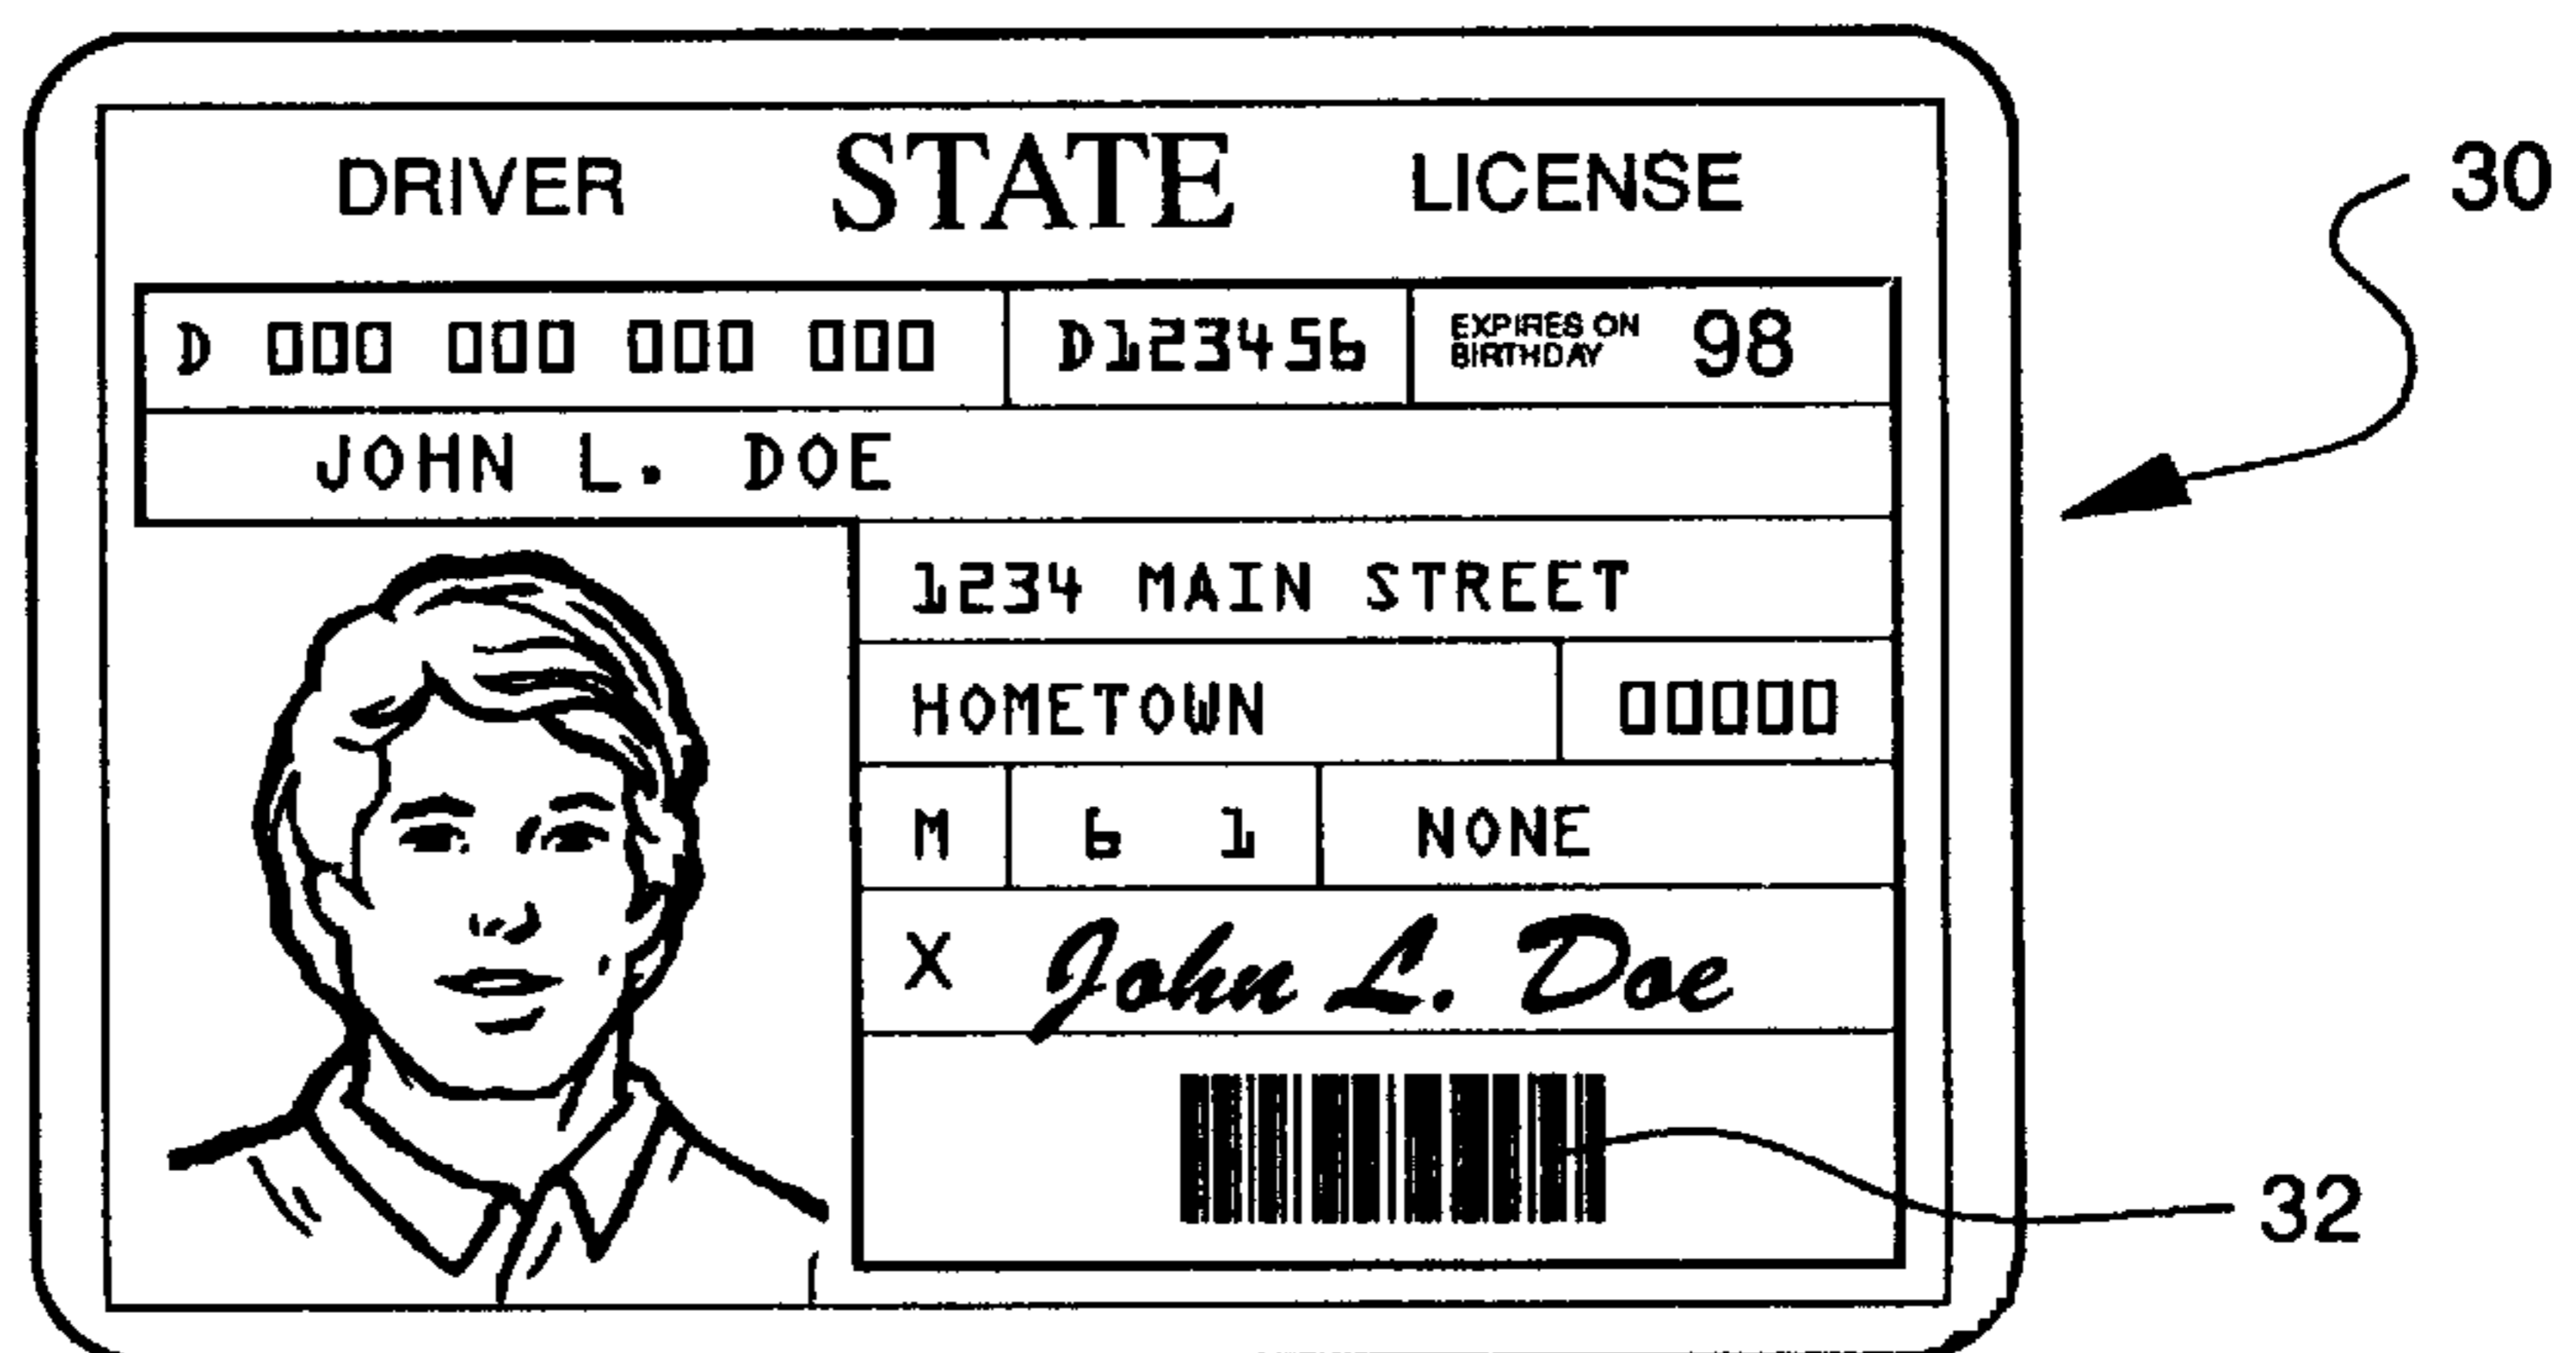 DRIVER STATE LICENSE
30
D 000 000 000 000 D123456 EXPIRES ON BIRTHDAY 98
JOHN L. DOE
1234 MAIN STREET
HOMETOWN 00000
M 6 1 NONE
X John L. Doe
32